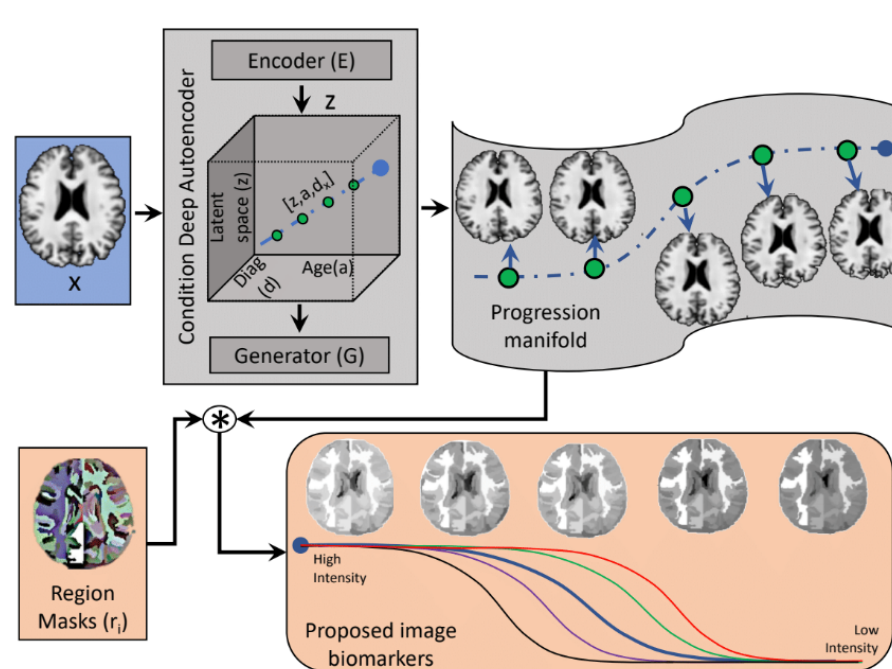 X
Condition Deep Autoencoder
Encoder (E)
z
Latent
space (z)
[z,a,dₓ]
Diag
(d)
Age(a)
Generator (G)
Progression
manifold
*
Region
Masks (rᵢ)
High
Intensity
Low
Intensity
Proposed image
biomarkers